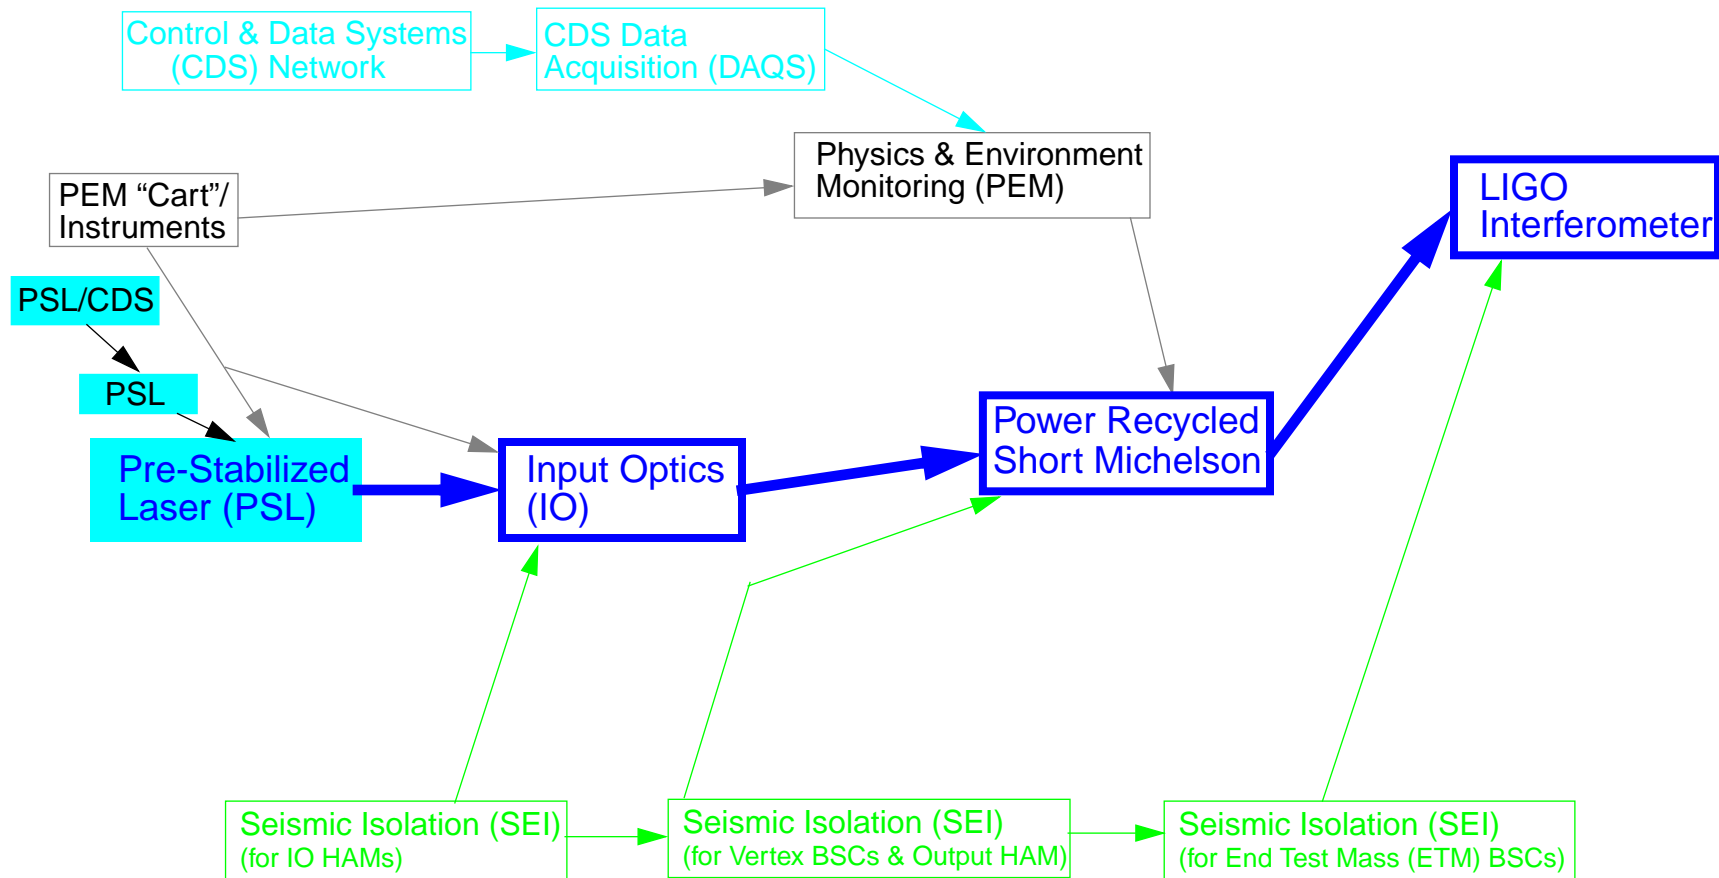 Control & Data Systems
(CDS) Network
CDS Data
Acquisition (DAQS)
Physics & Environment
Monitoring (PEM)
LIGO
Interferometer
PEM “Cart”/
Instruments
PSL/CDS
PSL
Pre-Stabilized
Laser (PSL)
Input Optics
(IO)
Power Recycled
Short Michelson
Seismic Isolation (SEI)
(for IO HAMs)
Seismic Isolation (SEI)
(for Vertex BSCs & Output HAM)
Seismic Isolation (SEI)
(for End Test Mass (ETM) BSCs)